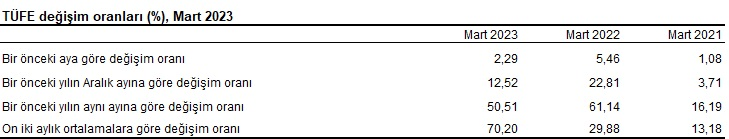 TÜFE değişim oranları (%), Mart 2023
Mart 2023 Mart 2022 Mart 2021
Bir önceki aya göre değişim oranı 2,29 5,46 1,08
Bir önceki yılın Aralık ayına göre değişim oranı 12,52 22,81 3,71
Bir önceki yılın aynı ayına göre değişim oranı 50,51 61,14 16,19
On iki aylık ortalamalara göre değişim oranı 70,20 29,88 13,18